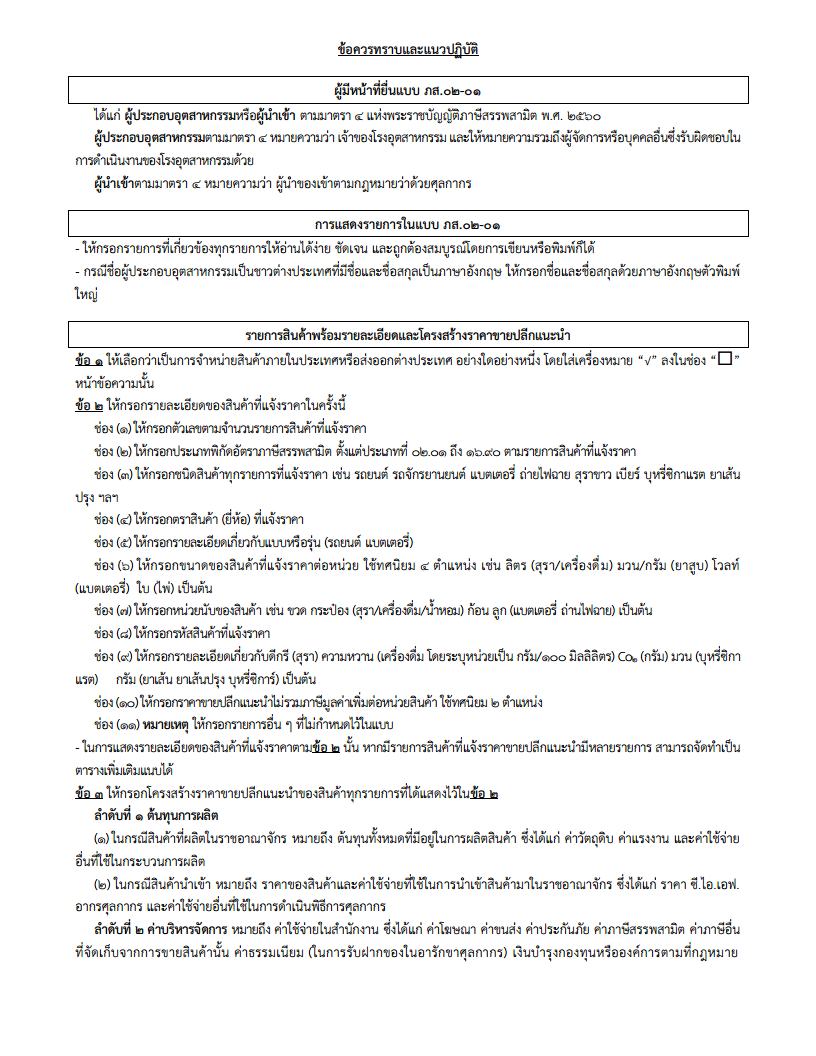 ข้อควรทราบและแนวปฏิบัติ
ผู้มีหน้าที่ยื่นแบบ ภส.๐๒-๐๑
ได้แก่ ผู้ประกอบอุตสาหกรรมหรือผู้นำเข้า ตามมาตรา ๔ แห่งพระราชบัญญัติภาษีสรรพสามิต พ.ศ. ๒๕๖๐
ผู้ประกอบอุตสาหกรรมตามมาตรา ๔ หมายความว่า เจ้าของโรงอุตสาหกรรม และให้หมายความรวมถึงผู้จัดการหรือบุคคลอื่นซึ่งรับผิดชอบใน
การดำเนินงานของโรงอุตสาหกรรมด้วย
ผู้นำเข้าตามมาตรา ๔ หมายความว่า ผู้นำของเข้าตามกฎหมายว่าด้วยศุลกากร
การแสดงรายการในแบบ ภส.๐๒-๐๑
- ให้กรอกรายการที่เกี่ยวข้องทุกรายการให้อ่านได้ง่าย ชัดเจน และถูกต้องสมบูรณ์โดยการเขียนหรือพิมพ์ก็ได้
- กรณีชื่อผู้ประกอบอุตสาหกรรมเป็นชาวต่างประเทศที่มีชื่อและชื่อสกุลเป็นภาษาอังกฤษ ให้กรอกชื่อและชื่อสกุลด้วยภาษาอังกฤษตัวพิมพ์
ใหญ่
รายการสินค้าพร้อมรายละเอียดและโครงสร้างราคาขายปลีกแนะนำ
ข้อ ๑ ให้เลือกว่าเป็นการจำหน่ายสินค้าภายในประเทศหรือส่งออกต่างประเทศ อย่างใดอย่างหนึ่ง โดยใส่เครื่องหมาย “√” ลงในช่อง “☐”
หน้าข้อความนั้น
ข้อ ๒ ให้กรอกรายละเอียดของสินค้าที่แจ้งราคาในครั้งนี้
ช่อง (๑) ให้กรอกตัวเลขตามจำนวนรายการสินค้าที่แจ้งราคา
ช่อง (๒) ให้กรอกประเภทพิกัดอัตราภาษีสรรพสามิต ตั้งแต่ประเภทที่ ๐๒.๐๑ ถึง ๑๖.๙๐ ตามรายการสินค้าที่แจ้งราคา
ช่อง (๓) ให้กรอกชนิดสินค้าทุกรายการที่แจ้งราคา เช่น รถยนต์ รถจักรยานยนต์ แบตเตอรี่ ถ่ายไฟฉาย สุราขาว เบียร์ บุหรี่ซิกาแรต ยาเส้น
ปรุง ฯลฯ
ช่อง (๔) ให้กรอกตราสินค้า (ยี่ห้อ) ที่แจ้งราคา
ช่อง (๕) ให้กรอกรายละเอียดเกี่ยวกับแบบหรือรุ่น (รถยนต์ แบตเตอรี่)
ช่อง (๖) ให้กรอกขนาดของสินค้าที่แจ้งราคาต่อหน่วย ใช้ทศนิยม ๔ ตำแหน่ง เช่น ลิตร (สุรา/เครื่องดื่ม) มวน/กรัม (ยาสูบ) โวลท์
(แบตเตอรี่) ใบ (ไพ่) เป็นต้น
ช่อง (๗) ให้กรอกหน่วยนับของสินค้า เช่น ขวด กระป๋อง (สุรา/เครื่องดื่ม/น้ำหอม) ก้อน ลูก (แบตเตอรี่ ถ่านไฟฉาย) เป็นต้น
ช่อง (๘) ให้กรอกรหัสสินค้าที่แจ้งราคา
ช่อง (๙) ให้กรอกรายละเอียดเกี่ยวกับดีกรี (สุรา) ความหวาน (เครื่องดื่ม โดยระบุหน่วยเป็น กรัม/๑๐๐ มิลลิลิตร) Co₂ (กรัม) มวน (บุหรี่ซิกา
แรต) กรัม (ยาเส้น ยาเส้นปรุง บุหรี่ซิการ์) เป็นต้น
ช่อง (๑๐) ให้กรอกราคาขายปลีกแนะนำไม่รวมภาษีมูลค่าเพิ่มต่อหน่วยสินค้า ใช้ทศนิยม ๒ ตำแหน่ง
ช่อง (๑๑) หมายเหตุ ให้กรอกรายการอื่น ๆ ที่ไม่กำหนดไว้ในแบบ
- ในการแสดงรายละเอียดของสินค้าที่แจ้งราคาตามข้อ ๒ นั้น หากมีรายการสินค้าที่แจ้งราคาขายปลีกแนะนำมีหลายรายการ สามารถจัดทำเป็น
ตารางเพิ่มเติมแนบได้
ข้อ ๓ ให้กรอกโครงสร้างราคาขายปลีกแนะนำของสินค้าทุกรายการที่ได้แสดงไว้ในข้อ ๒
ลำดับที่ ๑ ต้นทุนการผลิต
(๑) ในกรณีสินค้าที่ผลิตในราชอาณาจักร หมายถึง ต้นทุนทั้งหมดที่มีอยู่ในการผลิตสินค้า ซึ่งได้แก่ ค่าวัตถุดิบ ค่าแรงงาน และค่าใช้จ่าย
อื่นที่ใช้ในกระบวนการผลิต
(๒) ในกรณีสินค้านำเข้า หมายถึง ราคาของสินค้าและค่าใช้จ่ายที่ใช้ในการนำเข้าสินค้ามาในราชอาณาจักร ซึ่งได้แก่ ราคา ซี.ไอ.เอฟ.
อากรศุลกากร และค่าใช้จ่ายอื่นที่ใช้ในการดำเนินพิธีการศุลกากร
ลำดับที่ ๒ ค่าบริหารจัดการ หมายถึง ค่าใช้จ่ายในสำนักงาน ซึ่งได้แก่ ค่าโฆษณา ค่าขนส่ง ค่าประกันภัย ค่าภาษีสรรพสามิต ค่าภาษีอื่น
ที่จัดเก็บจากการขายสินค้านั้น ค่าธรรมเนียม (ในการรับฝากของในอารักขาศุลกากร) เงินบำรุงกองทุนหรือองค์การตามที่กฎหมาย